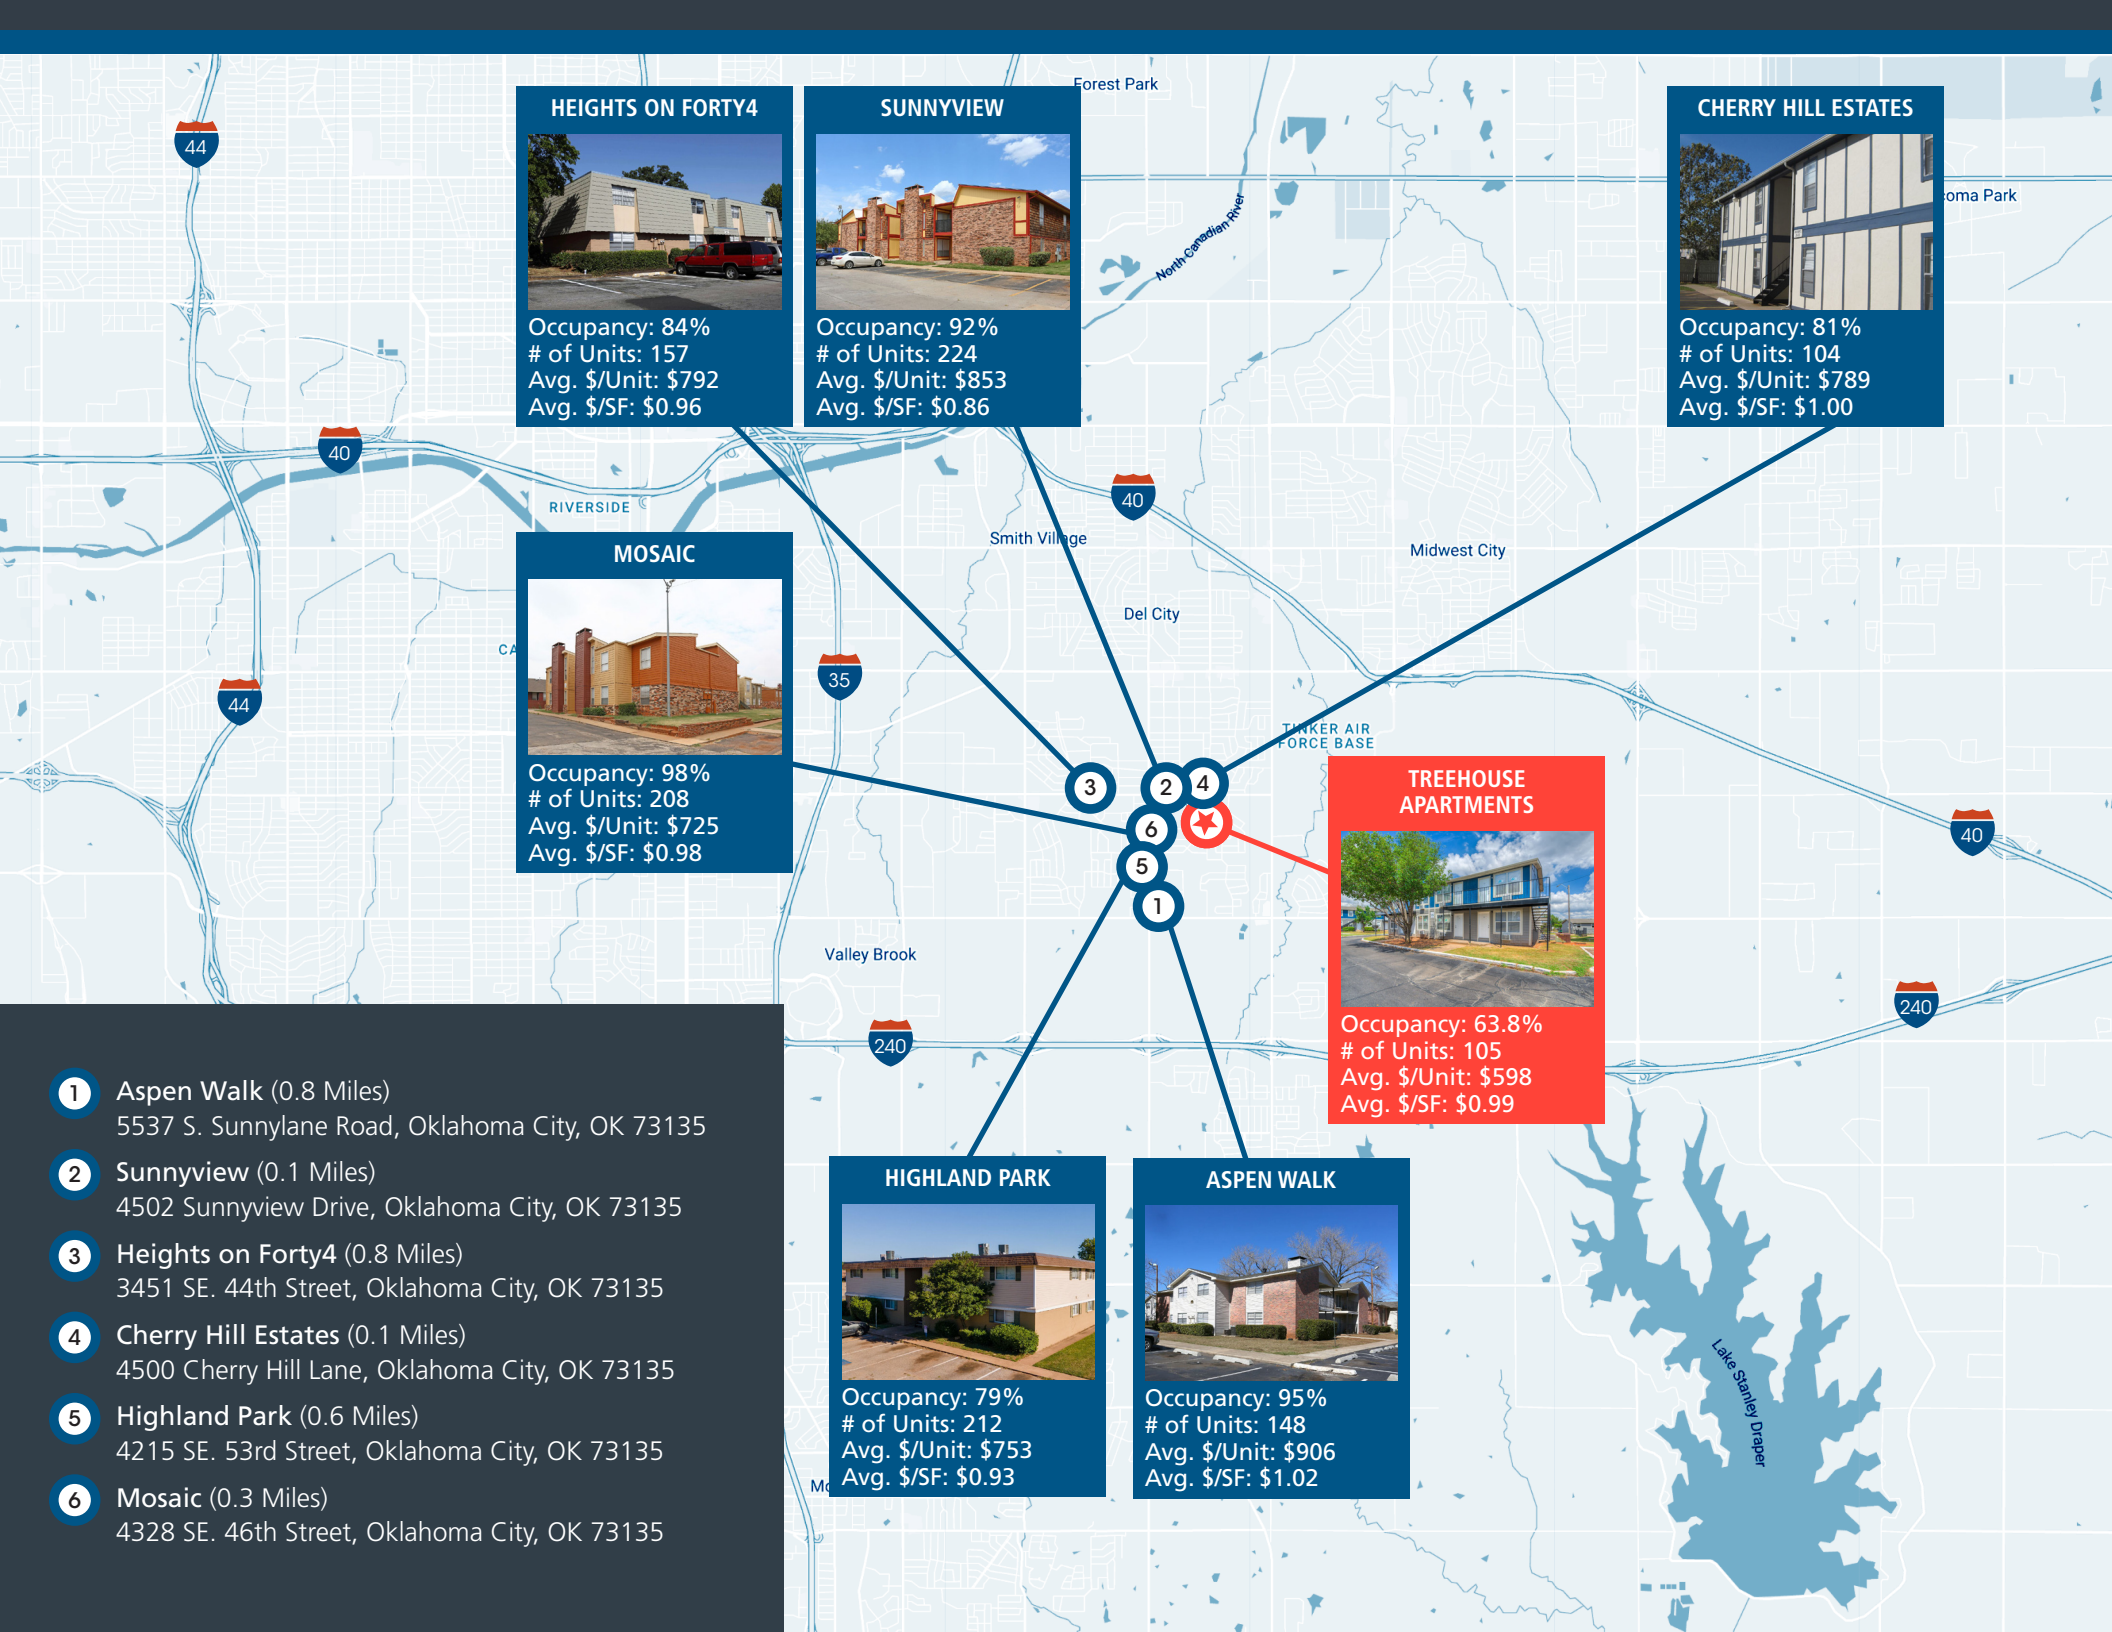 Forest Park
HEIGHTS ON FORTY4
Occupancy: 84%
# of Units: 157
Avg. $/Unit: $792
Avg. $/SF: $0.96
SUNNYVIEW
Occupancy: 92%
# of Units: 224
Avg. $/Unit: $853
Avg. $/SF: $0.86
CHERRY HILL ESTATES
Occupancy: 81%
# of Units: 104
Avg. $/Unit: $789
Avg. $/SF: $1.00
44
coma Park
North Canadian River
40
40
RIVERSIDE
Smith Village
Midwest City
Del City
MOSAIC
Occupancy: 98%
# of Units: 208
Avg. $/Unit: $725
Avg. $/SF: $0.98
CA
44
35
TINKER AIR
FORCE BASE
3
2
4
6
5
1
TREEHOUSE
APARTMENTS
Occupancy: 63.8%
# of Units: 105
Avg. $/Unit: $598
Avg. $/SF: $0.99
40
Valley Brook
240
240
HIGHLAND PARK
Occupancy: 79%
# of Units: 212
Avg. $/Unit: $753
Avg. $/SF: $0.93
ASPEN WALK
Occupancy: 95%
# of Units: 148
Avg. $/Unit: $906
Avg. $/SF: $1.02
Lake Stanley Draper
Mo
1 Aspen Walk (0.8 Miles)
5537 S. Sunnylane Road, Oklahoma City, OK 73135
2 Sunnyview (0.1 Miles)
4502 Sunnyview Drive, Oklahoma City, OK 73135
3 Heights on Forty4 (0.8 Miles)
3451 SE. 44th Street, Oklahoma City, OK 73135
4 Cherry Hill Estates (0.1 Miles)
4500 Cherry Hill Lane, Oklahoma City, OK 73135
5 Highland Park (0.6 Miles)
4215 SE. 53rd Street, Oklahoma City, OK 73135
6 Mosaic (0.3 Miles)
4328 SE. 46th Street, Oklahoma City, OK 73135